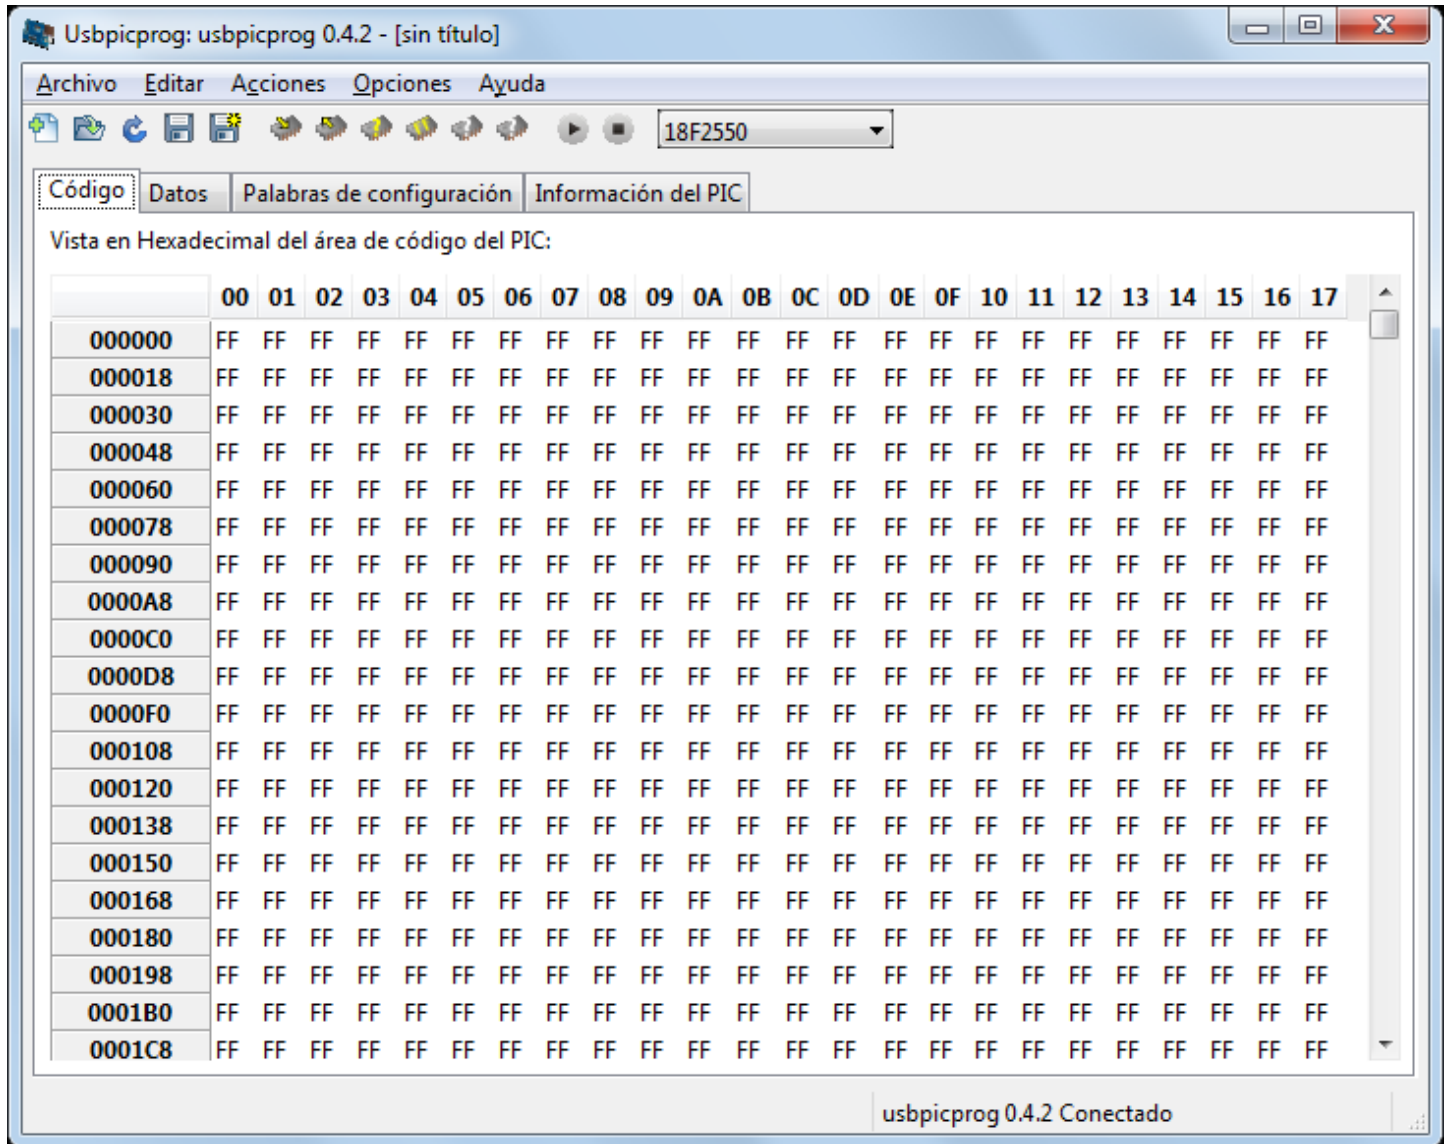 Usbpicprog: usbpicprog 0.4.2 - [sin título]
Archivo Editar Acciones Opciones Ayuda
18F2550
Código Datos Palabras de configuración Información del PIC
Vista en Hexadecimal del área de código del PIC:
00 01 02 03 04 05 06 07 08 09 0A 0B 0C 0D 0E 0F 10 11 12 13 14 15 16 17
000000 FF FF FF FF FF FF FF FF FF FF FF FF FF FF FF FF FF FF FF FF FF FF FF FF
000018 FF FF FF FF FF FF FF FF FF FF FF FF FF FF FF FF FF FF FF FF FF FF FF FF
000030 FF FF FF FF FF FF FF FF FF FF FF FF FF FF FF FF FF FF FF FF FF FF FF FF
000048 FF FF FF FF FF FF FF FF FF FF FF FF FF FF FF FF FF FF FF FF FF FF FF FF
000060 FF FF FF FF FF FF FF FF FF FF FF FF FF FF FF FF FF FF FF FF FF FF FF FF
000078 FF FF FF FF FF FF FF FF FF FF FF FF FF FF FF FF FF FF FF FF FF FF FF FF
000090 FF FF FF FF FF FF FF FF FF FF FF FF FF FF FF FF FF FF FF FF FF FF FF FF
0000A8 FF FF FF FF FF FF FF FF FF FF FF FF FF FF FF FF FF FF FF FF FF FF FF FF
0000C0 FF FF FF FF FF FF FF FF FF FF FF FF FF FF FF FF FF FF FF FF FF FF FF FF
0000D8 FF FF FF FF FF FF FF FF FF FF FF FF FF FF FF FF FF FF FF FF FF FF FF FF
0000F0 FF FF FF FF FF FF FF FF FF FF FF FF FF FF FF FF FF FF FF FF FF FF FF FF
000108 FF FF FF FF FF FF FF FF FF FF FF FF FF FF FF FF FF FF FF FF FF FF FF FF
000120 FF FF FF FF FF FF FF FF FF FF FF FF FF FF FF FF FF FF FF FF FF FF FF FF
000138 FF FF FF FF FF FF FF FF FF FF FF FF FF FF FF FF FF FF FF FF FF FF FF FF
000150 FF FF FF FF FF FF FF FF FF FF FF FF FF FF FF FF FF FF FF FF FF FF FF FF
000168 FF FF FF FF FF FF FF FF FF FF FF FF FF FF FF FF FF FF FF FF FF FF FF FF
000180 FF FF FF FF FF FF FF FF FF FF FF FF FF FF FF FF FF FF FF FF FF FF FF FF
000198 FF FF FF FF FF FF FF FF FF FF FF FF FF FF FF FF FF FF FF FF FF FF FF FF
0001B0 FF FF FF FF FF FF FF FF FF FF FF FF FF FF FF FF FF FF FF FF FF FF FF FF
0001C8 FF FF FF FF FF FF FF FF FF FF FF FF FF FF FF FF FF FF FF FF FF FF FF FF
usbpicprog 0.4.2 Conectado